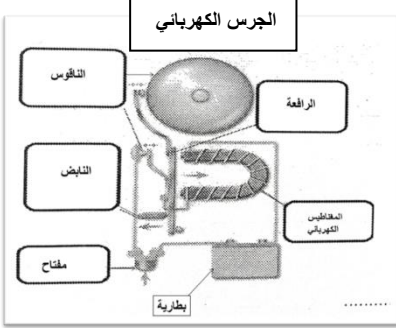 الجرس الكهربائي
الناقوس
الرافعة
النابض
المغناطيس
الكهربائي
مفتاح
بطارية